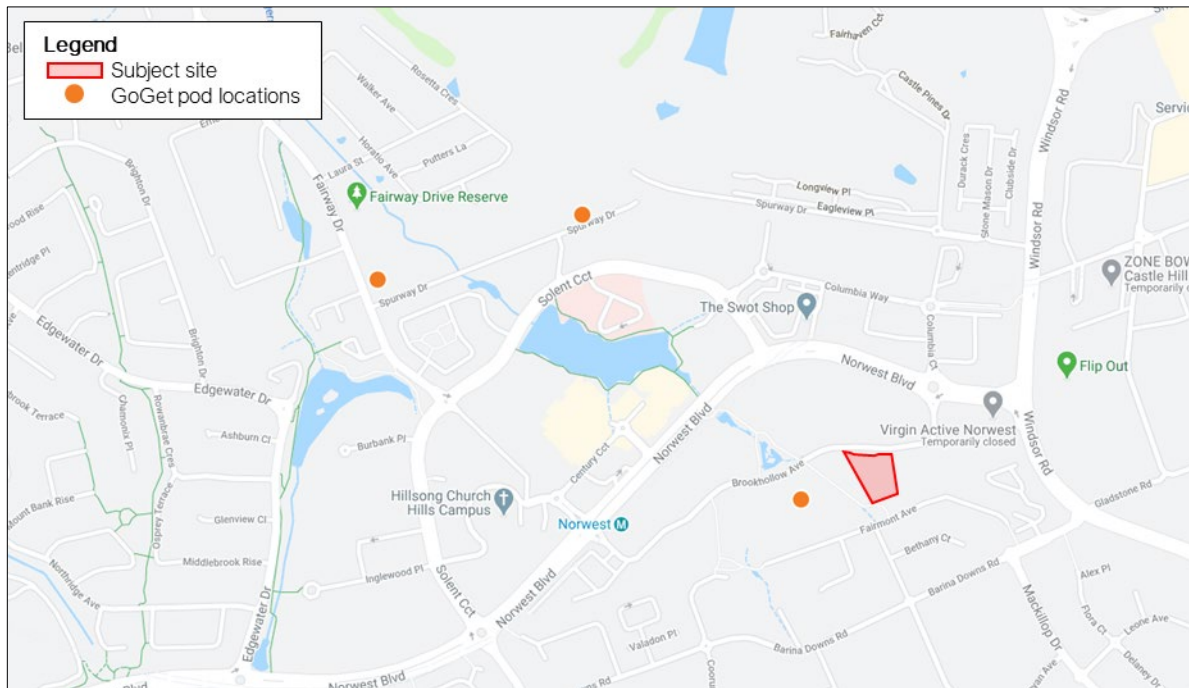 Legend
Subject site
GoGet pod locations
Fairhaven Cct
Castle Pines Dr
Windsor Rd
Rosetta Cres
Walker Ave
Horatio Ave
Putters La
Laura St
Fairway Dr
Fairway Drive Reserve
Brighton Dr
Spurway Dr
Longview Pl
Spurway Dr
Eagleview Pl
Durack Cres
Stone Mason Dr
Clubside Dr
Windsor Rd
Solent Cct
Spurway Dr
Columbia Way
The Swot Shop
Columbia Ct
ZONE BOW
Castle Hill
Temporarily c
Edgewater Dr
Brighton Dr
Edgewater Dr
Norwest Blvd
Flip Out
Virgin Active Norwest
Temporarily closed
Windsor Rd
Chamonix Pl
Rowanbrae Cres
Ashburn Cl
Burbank Pl
Century Cct
Norwest Blvd
Brookhollow Ave
Gladstone Rd
Mount Bank Rise
Osprey Terrace
Glenview Cl
Hillsong Church
Hills Campus
Norwest
M
Fairmont Ave
Bethany Ct
Middlebrook Rise
Inglewood Pl
Northridge Ave
Edgewater Dr
Solent Cct
Norwest Blvd
Barina Downs Rd
Alex Pl
Flora Ct
Leone Ave
Mackillop Dr
Valadon Pl
Barina Downs Rd
Delaney Dr
Blvd
Norwest Blvd